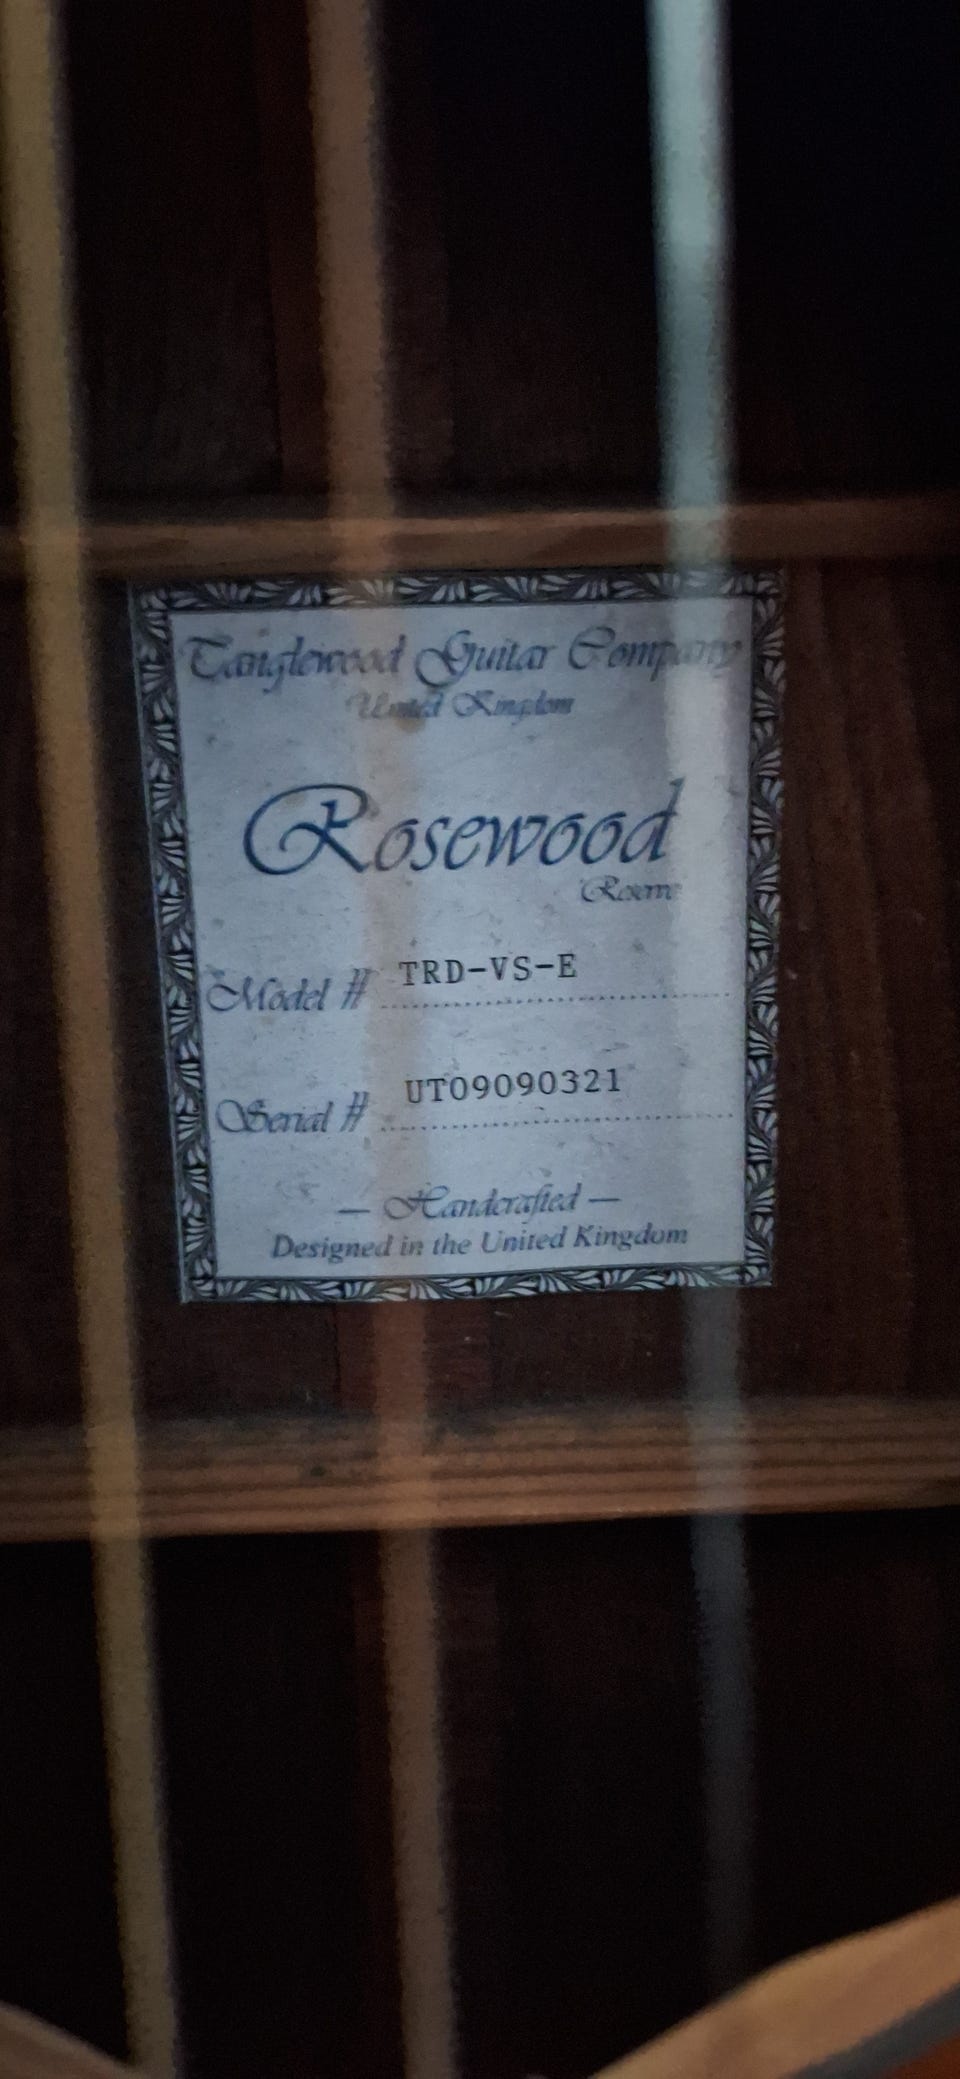 Tanglewood Guitar Company
United Kingdom
Rosewood
Reserve
Model # TRD-VS-E
Serial # UT09090321
— Handcrafted —
Designed in the United Kingdom